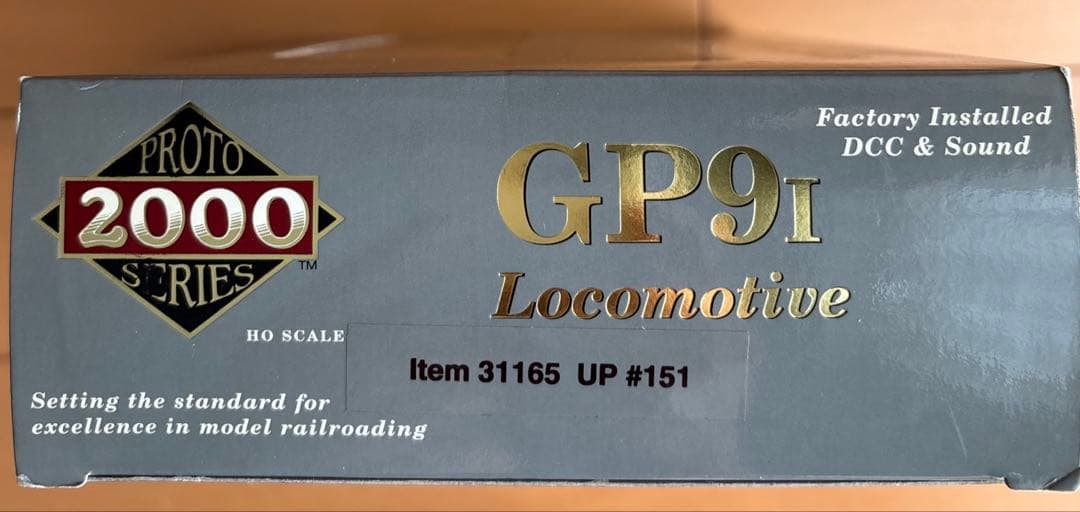 PROTO
2000
SERIES
TM
HO SCALE
Setting the standard for
excellence in model railroading
GP9I
Locomotive
Item 31165 UP #151
Factory Installed
DCC & Sound